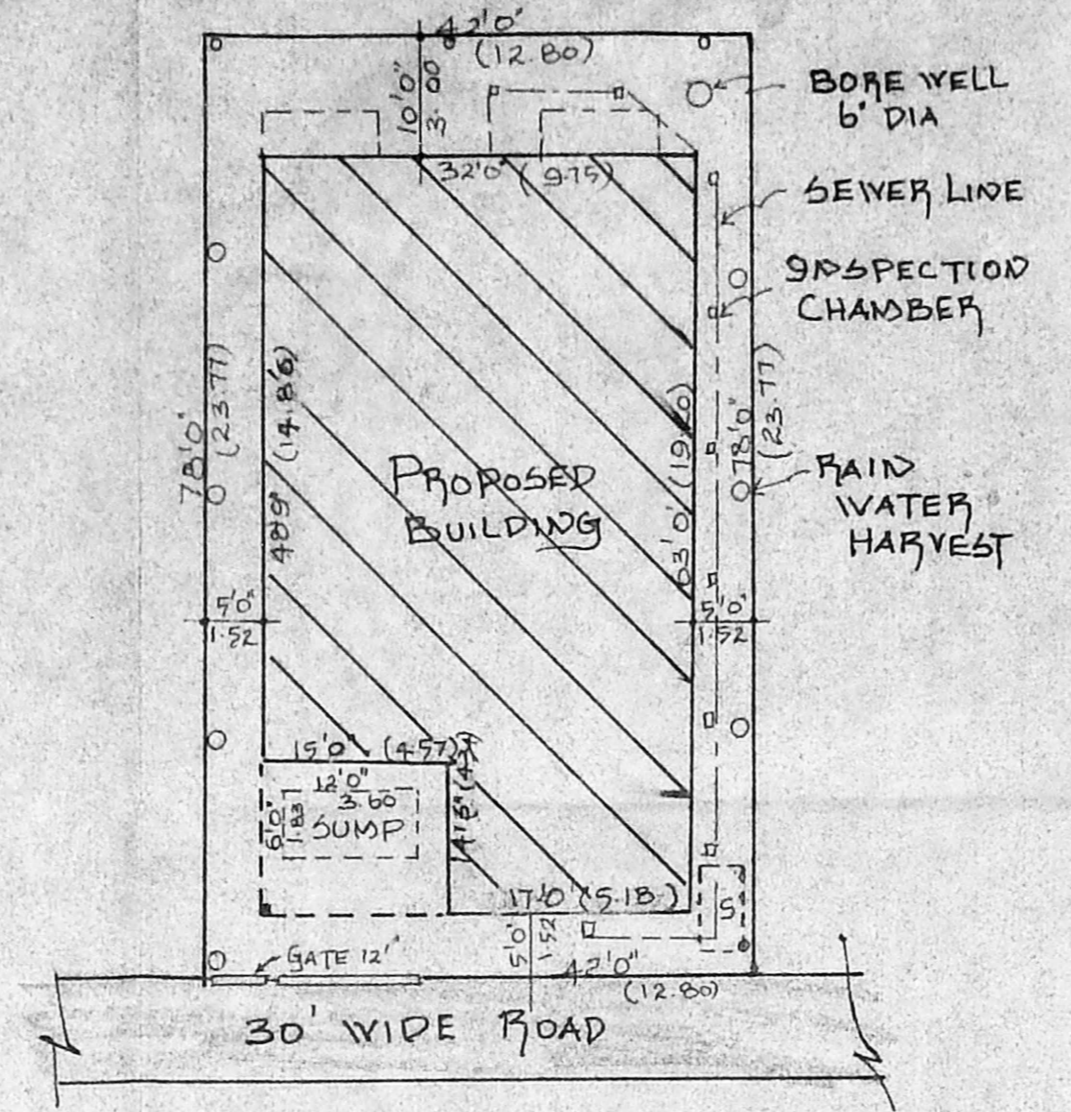 42'0"
(12.80)
10'0"
3.00
BORE WELL
6" DIA
32'0" (9.75)
SEWER LINE
INSPECTION
CHAMBER
78'0"
(23.77)
48'9" (14.86)
PROPOSED
BUILDING
63'0" (19.20)
78'0"
(23.77)
RAIN
WATER
HARVEST
5'0"
1.52
5'0"
1.52
15'0" (4.57)
12'0"
3.60
6'0"
1.83
SUMP
17'0" (5.18)
S
5'0"
1.52
GATE 12'
42'0"
(12.80)
30' WIDE ROAD